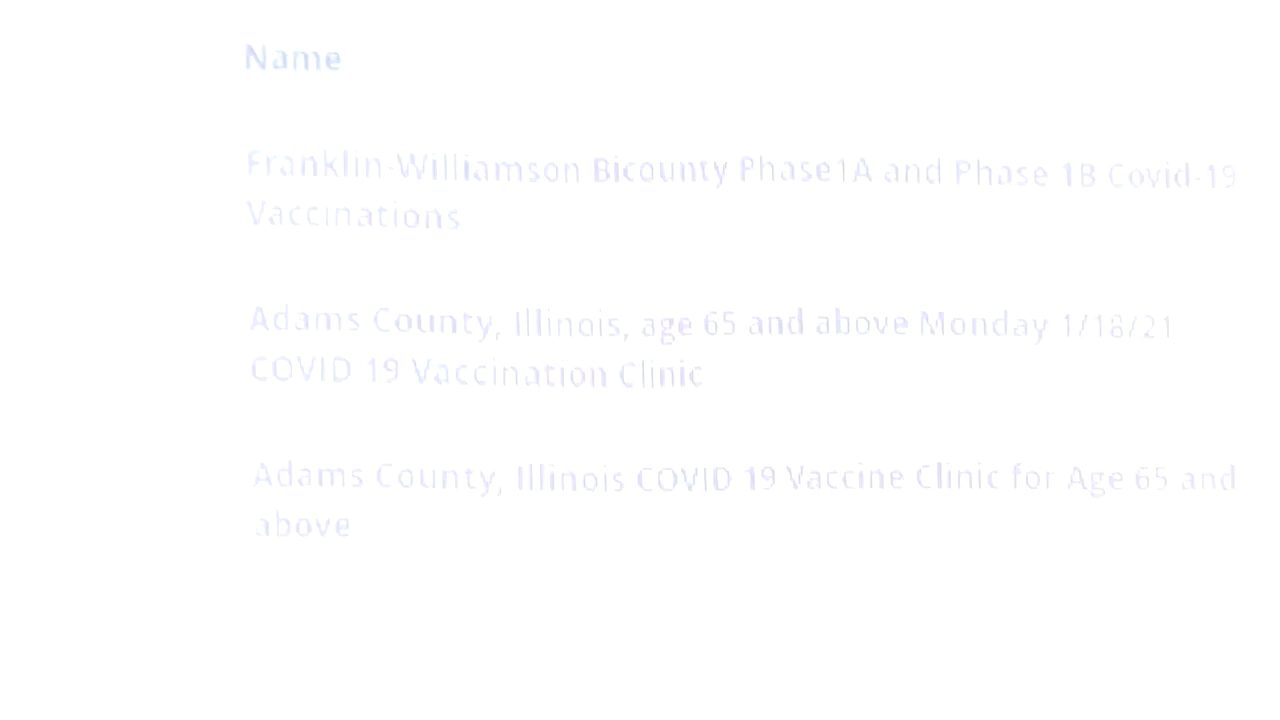 Name
Franklin-Williamson Bicounty Phase1A and Phase 1B Covid-19
Vaccinations
Adams County, Illinois, age 65 and above Monday 1/18/21
COVID 19 Vaccination Clinic
Adams County, Illinois COVID 19 Vaccine Clinic for Age 65 and
above